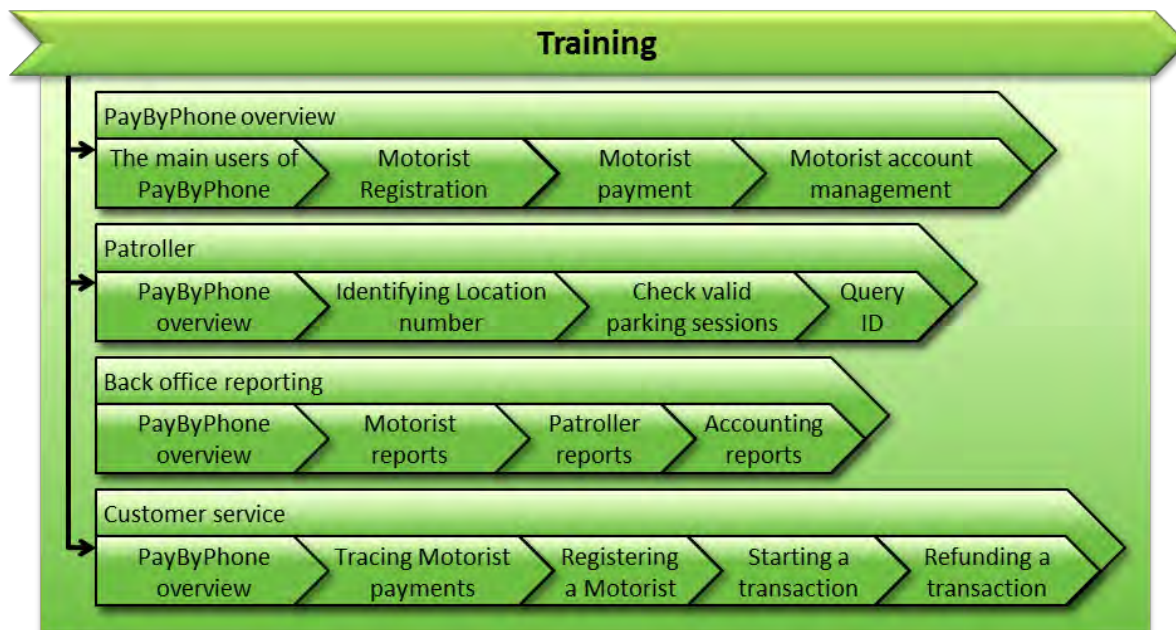 Training
PayByPhone overview
The main users of
PayByPhone
Motorist
Registration
Motorist
payment
Motorist account
management
Patroller
PayByPhone
overview
Identifying Location
number
Check valid
parking sessions
Query
ID
Back office reporting
PayByPhone
overview
Motorist
reports
Patroller
reports
Accounting
reports
Customer service
PayByPhone
overview
Tracing Motorist
payments
Registering
a Motorist
Starting a
transaction
Refunding a
transaction